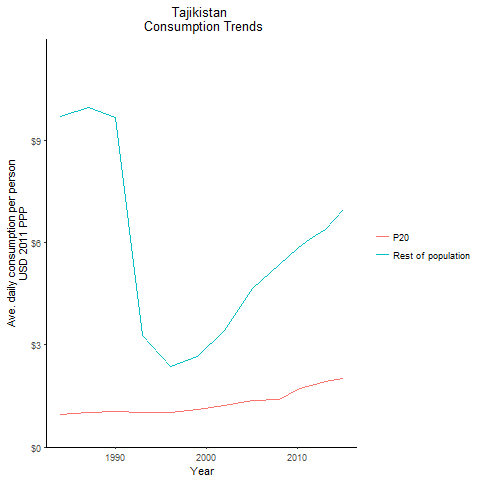 Tajikistan
Consumption Trends
Ave. daily consumption per person
USD 2011 PPP
$9
$6
$3
$0
1990 2000 2010
Year
P20
Rest of population